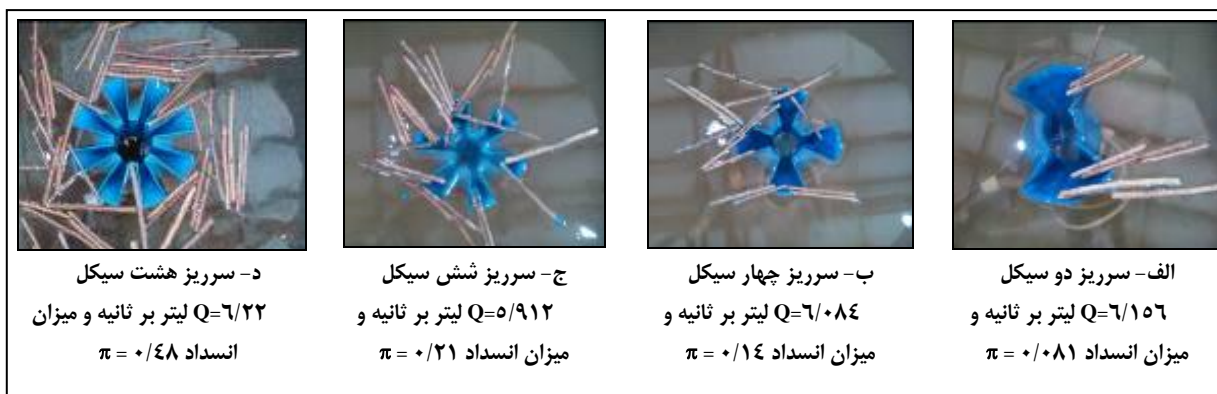 الف- سرریز دو سیکل
Q=٦/١٥٦ لیتر بر ثانیه و
میزان انسداد π = ٠/٠٨١
ب- سرریز چهار سیکل
Q=٦/٠٨٤ لیتر بر ثانیه و
میزان انسداد π = ٠/١٤
ج- سرریز شش سیکل
Q=٥/٩١٢ لیتر بر ثانیه و
میزان انسداد π = ٠/٢١
د- سرریز هشت سیکل
Q=٦/٢٢ لیتر بر ثانیه و میزان
انسداد π = ٠/٤٨